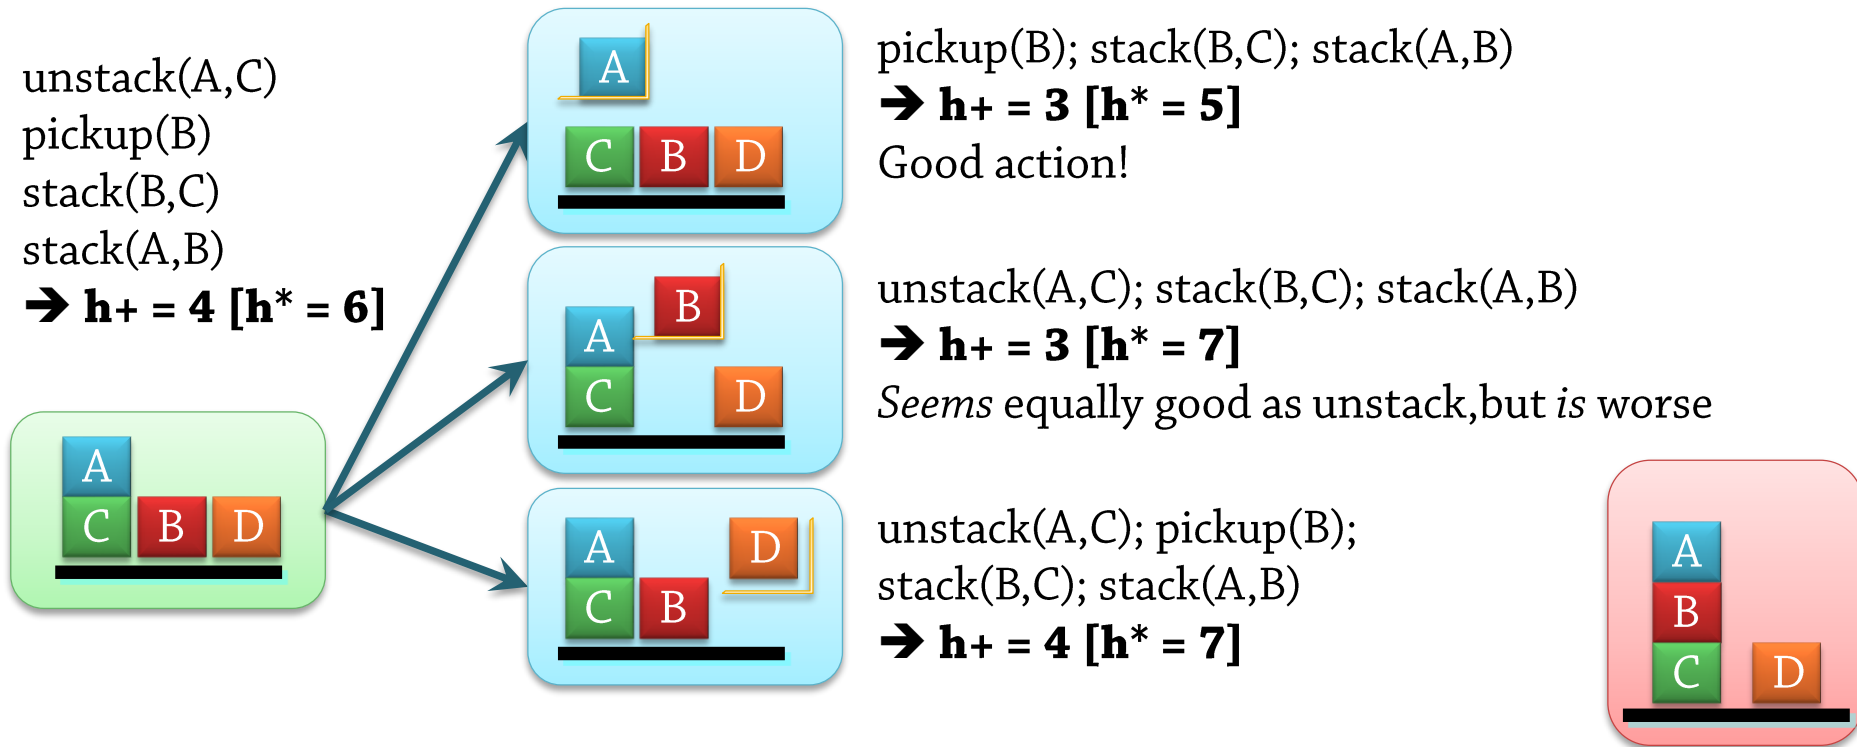 unstack(A,C)
pickup(B)
stack(B,C)
stack(A,B)
➔ h+ = 4 [h* = 6]
A
C B D
A
C B D
pickup(B); stack(B,C); stack(A,B)
➔ h+ = 3 [h* = 5]
Good action!
B
A
C D
unstack(A,C); stack(B,C); stack(A,B)
➔ h+ = 3 [h* = 7]
Seems equally good as unstack,but is worse
A D
C B
unstack(A,C); pickup(B);
stack(B,C); stack(A,B)
➔ h+ = 4 [h* = 7]
A
B
C D